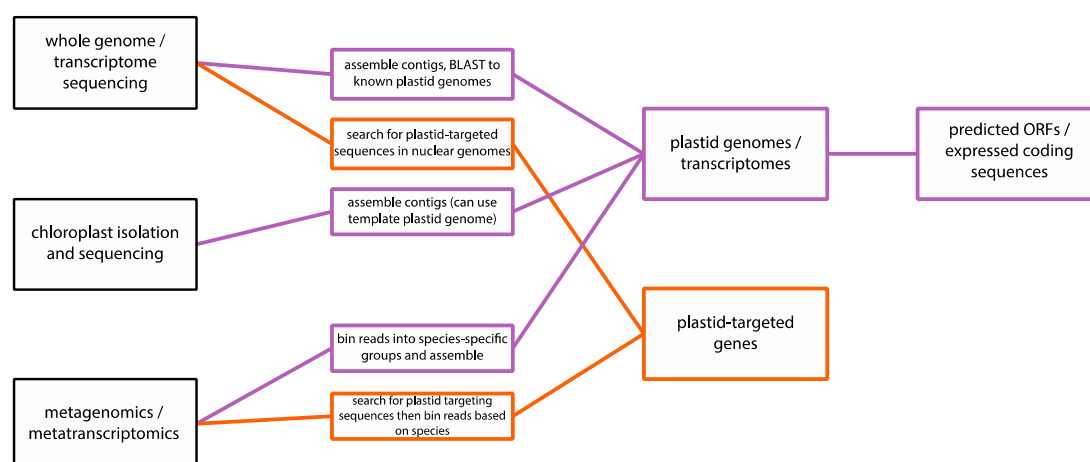 whole genome /
transcriptome
sequencing
assemble contigs, BLAST to
known plastid genomes
search for plastid-targeted
sequences in nuclear genomes
plastid genomes /
transcriptomes
predicted ORFs /
expressed coding
sequences
assemble contigs (can use
template plastid genome)
chloroplast isolation
and sequencing
plastid-targeted
genes
bin reads into species-specific
groups and assemble
metagenomics /
metatranscriptomics
search for plastid targeting
sequences then bin reads based
on species